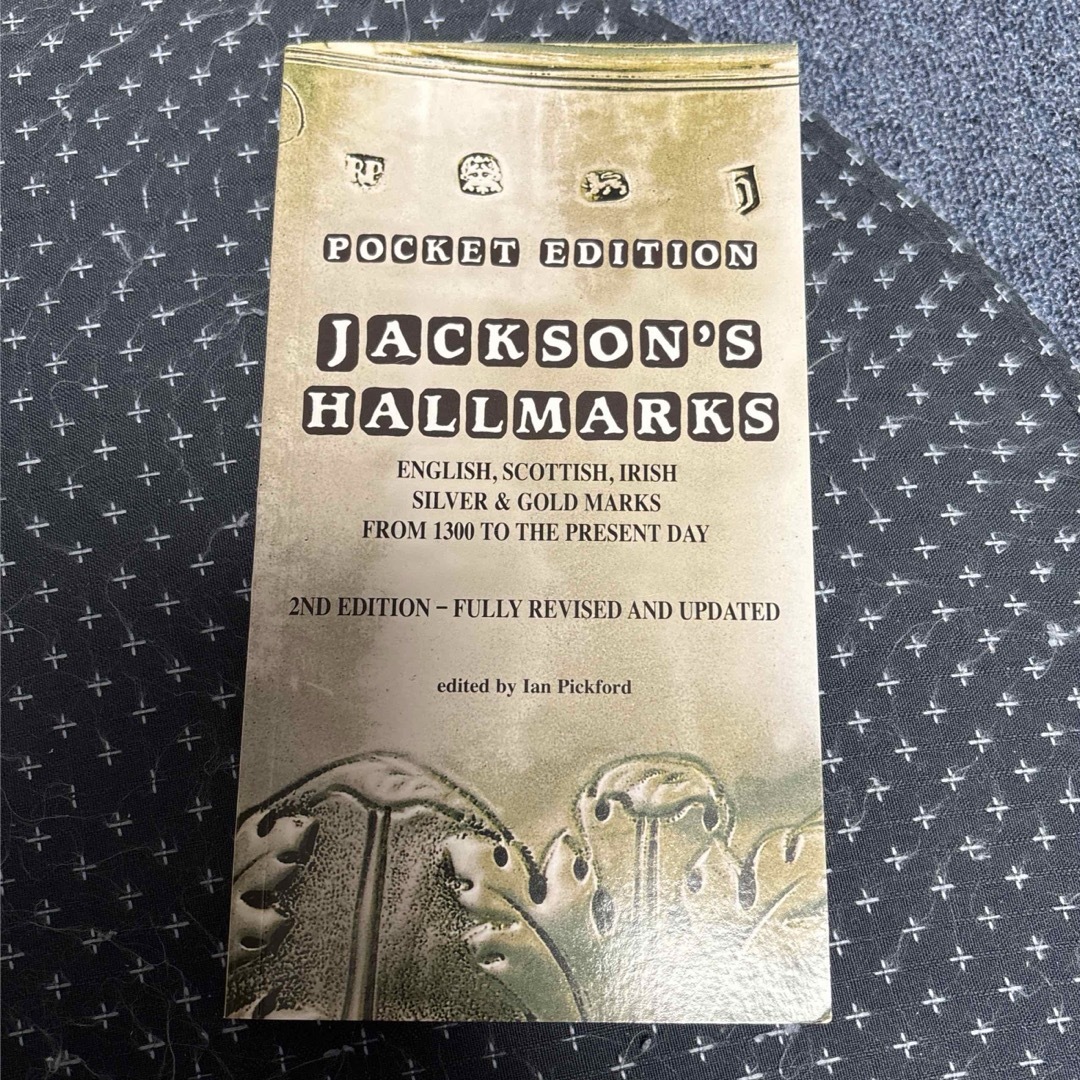 RP
POCKET EDITION
JACKSON'S
HALLMARKS
ENGLISH, SCOTTISH, IRISH
SILVER & GOLD MARKS
FROM 1300 TO THE PRESENT DAY
2ND EDITION – FULLY REVISED AND UPDATED
edited by Ian Pickford